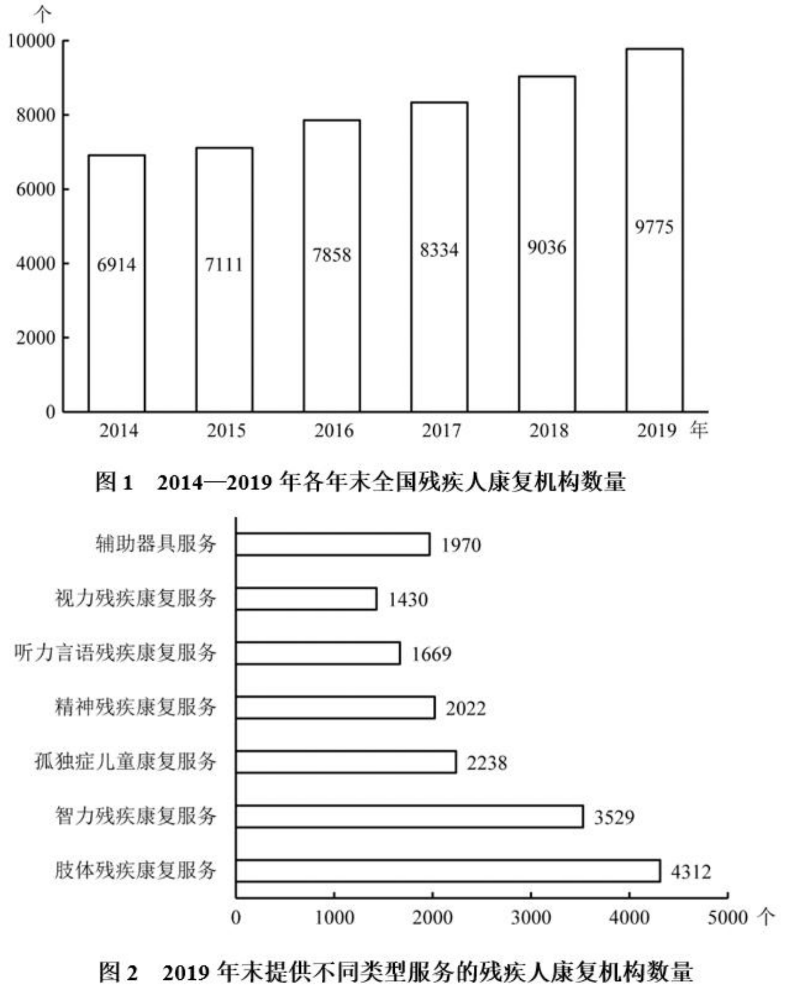 个
10000
8000
6000
4000
2000
0
6914
7111
7858
8334
9036
9775
2014 2015 2016 2017 2018 2019 年
图1 2014—2019 年各年末全国残疾人康复机构数量
辅助器具服务 1970
视力残疾康复服务 1430
听力言语残疾康复服务 1669
精神残疾康复服务 2022
孤独症儿童康复服务 2238
智力残疾康复服务 3529
肢体残疾康复服务 4312
0 1000 2000 3000 4000 5000 个
图2 2019 年末提供不同类型服务的残疾人康复机构数量